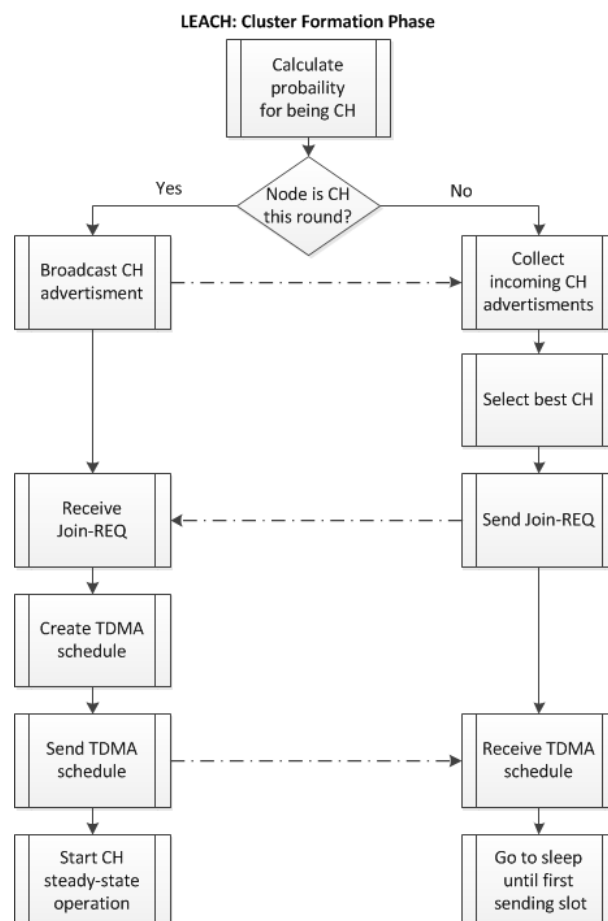 LEACH: Cluster Formation Phase
Calculate
probaility
for being CH
Yes
Node is CH
this round?
No
Broadcast CH
advertisment
Collect
incoming CH
advertisments
Select best CH
Receive
Join-REQ
Send Join-REQ
Create TDMA
schedule
Send TDMA
schedule
Receive TDMA
schedule
Start CH
steady-state
operation
Go to sleep
until first
sending slot